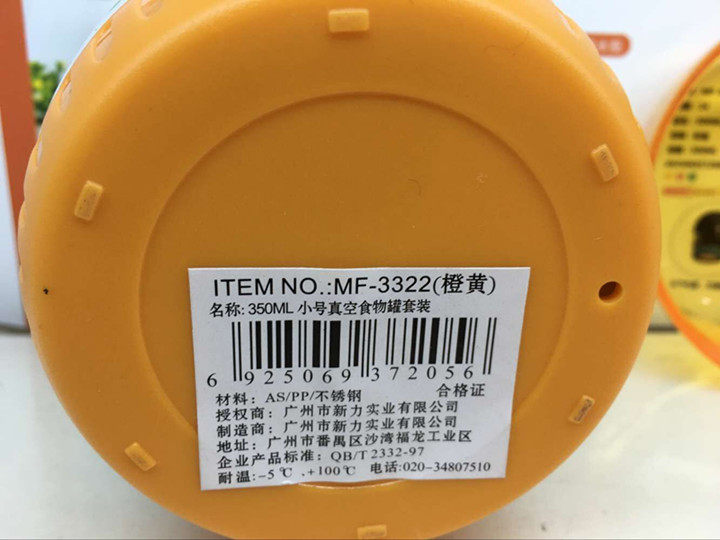 ITEM NO.:MF-3322(橙黄)
名称: 350ML 小号真空食物罐套装
6 925069 372056
材料: AS/PP/不锈钢 合格证
授权商: 广州市新力实业有限公司
制造商: 广州市新力实业有限公司
地址: 广州市番禺区沙湾福龙工业区
企业产品标准: QB/T 2332-97
耐温: -5℃ .+100℃ 电话:020-34807510